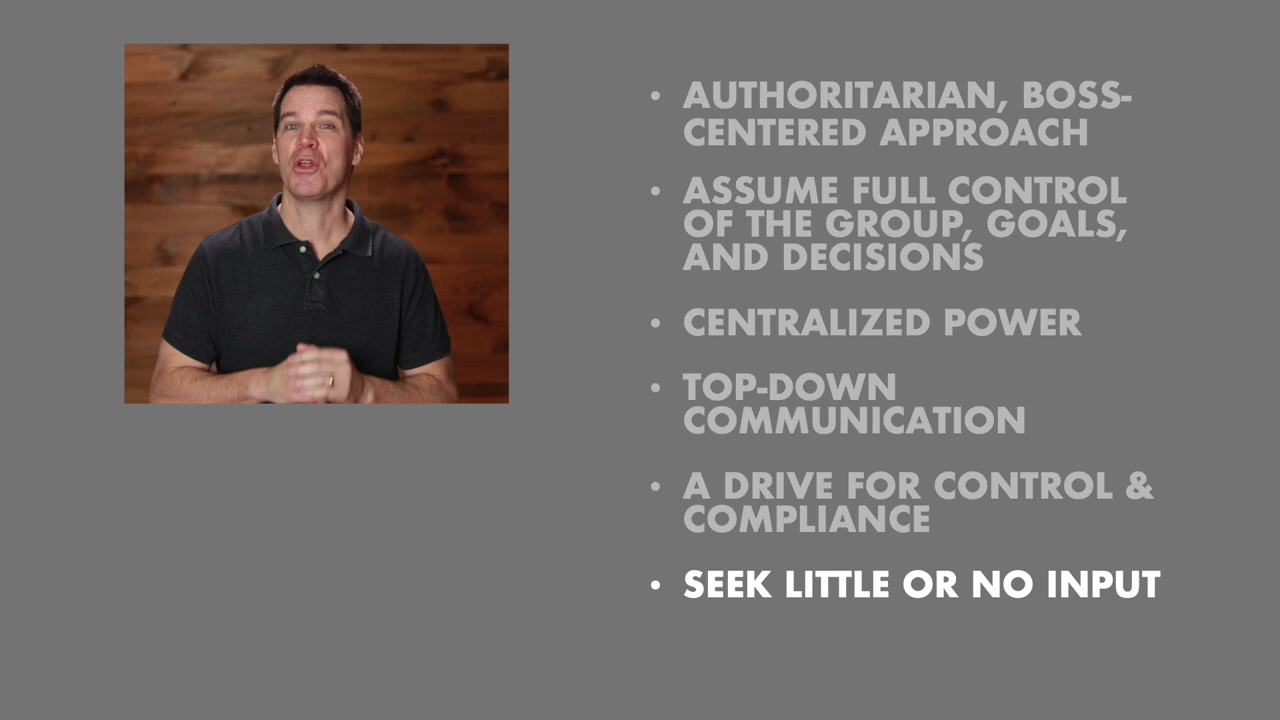 • AUTHORITARIAN, BOSS-
CENTERED APPROACH
• ASSUME FULL CONTROL
OF THE GROUP, GOALS,
AND DECISIONS
• CENTRALIZED POWER
• TOP-DOWN
COMMUNICATION
• A DRIVE FOR CONTROL &
COMPLIANCE
• SEEK LITTLE OR NO INPUT